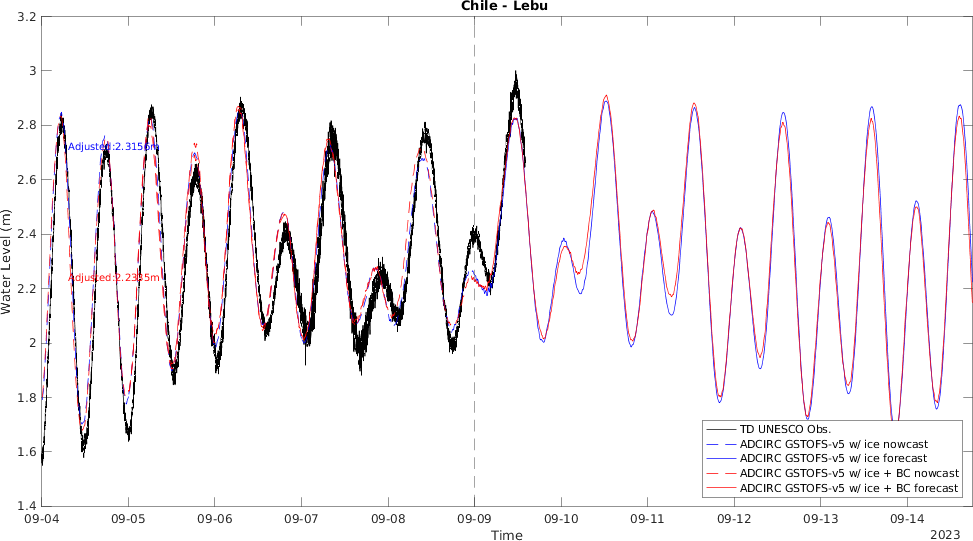 Chile - Lebu
3.2
3
2.8
2.6
2.4
2.2
2
1.8
1.6
1.4
Water Level (m)
Adjusted:2.3156m
Adjusted:2.2335m
TD UNESCO Obs.
ADCIRC GSTOFS-v5 w/ ice nowcast
ADCIRC GSTOFS-v5 w/ ice forecast
ADCIRC GSTOFS-v5 w/ ice + BC nowcast
ADCIRC GSTOFS-v5 w/ ice + BC forecast
09-04 09-05 09-06 09-07 09-08 09-09 09-10 09-11 09-12 09-13 09-14
Time
2023